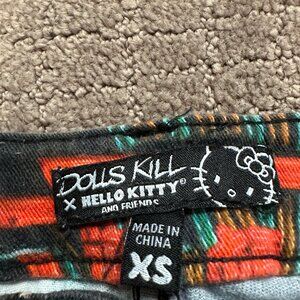 DOLLS KILL
X HELLO KITTY®
AND FRIENDS
MADE IN
CHINA
XS